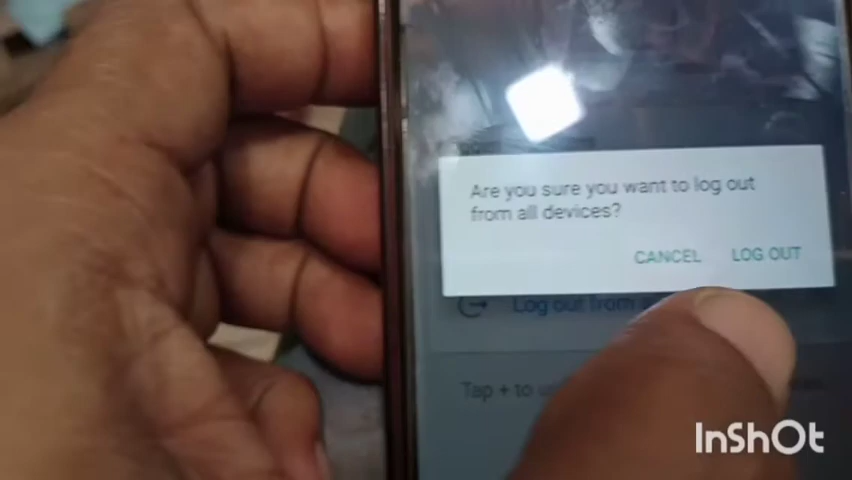 Are you sure you want to log out
from all devices?
CANCEL LOG OUT
Log out from
Tap + to
InShOt